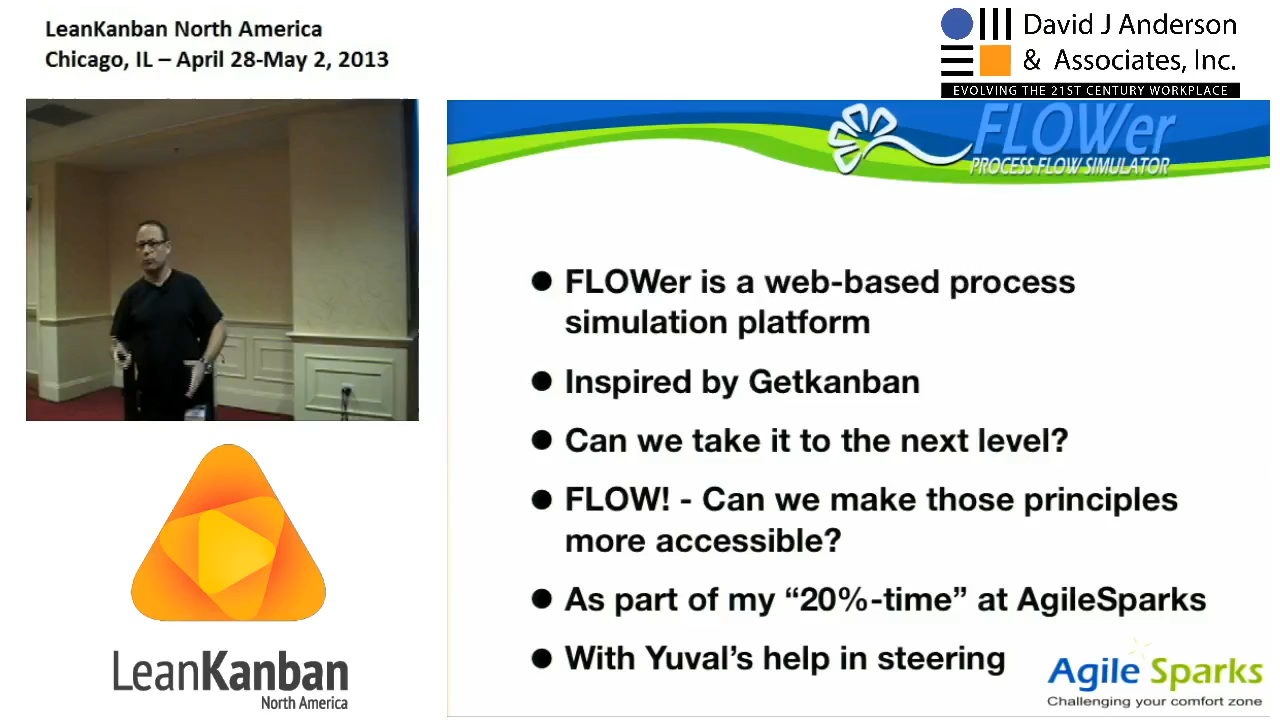 LeanKanban North America
Chicago, IL – April 28-May 2, 2013
David J Anderson
& Associates, Inc.
EVOLVING THE 21ST CENTURY WORKPLACE
FLOWer
PROCESS FLOW SIMULATOR
● FLOWer is a web-based process
simulation platform
● Inspired by Getkanban
● Can we take it to the next level?
● FLOW! - Can we make those principles
more accessible?
● As part of my “20%-time” at AgileSparks
● With Yuval’s help in steering
LeanKanban
North America
Agile Sparks
Challenging your comfort zone